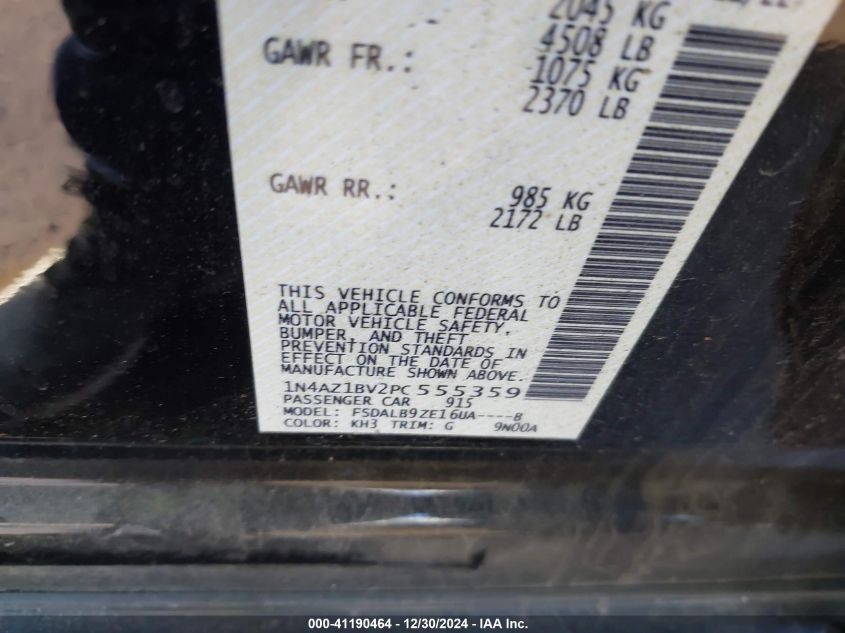 2045 KG
4508 LB
GAWR FR.: 1075 KG
2370 LB
GAWR RR.: 985 KG
2172 LB
THIS VEHICLE CONFORMS TO
ALL APPLICABLE FEDERAL
MOTOR VEHICLE SAFETY,
BUMPER, AND THEFT
PREVENTION STANDARDS IN
EFFECT ON THE DATE OF
MANUFACTURE SHOWN ABOVE.
1N4AZ1BV2PC555359
PASSENGER CAR 915
MODEL: FSDALB9ZE16UA----B
COLOR: KH3 TRIM: G 9N00A
000-41190464 - 12/30/2024 - IAA Inc.